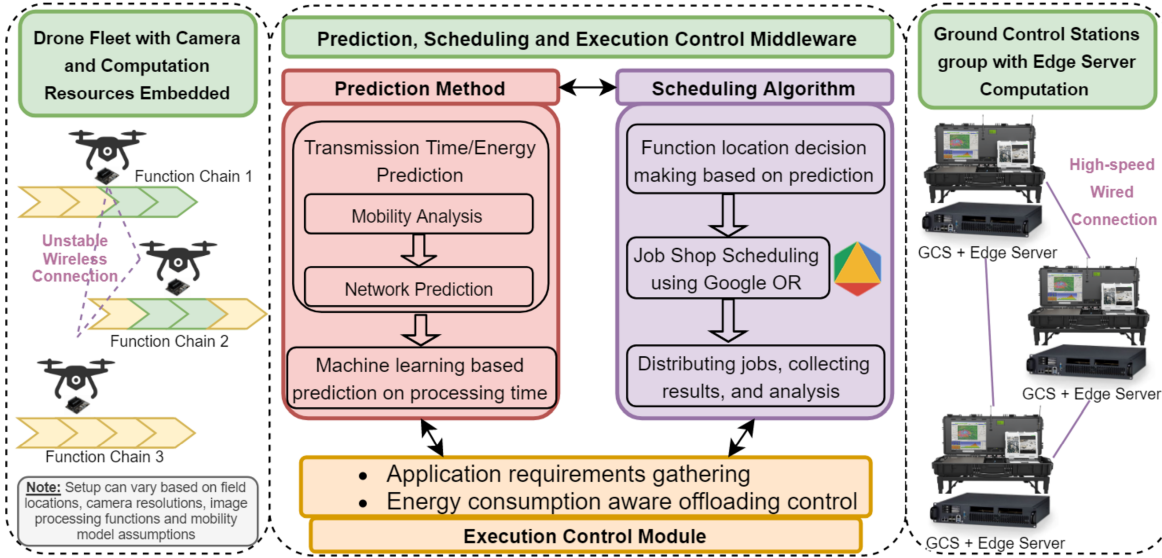 Drone Fleet with Camera
and Computation
Resources Embedded
Function Chain 1
Unstable
Wireless
Connection
Function Chain 2
Function Chain 3
Note: Setup can vary based on field
locations, camera resolutions, image
processing functions and mobility
model assumptions
Prediction, Scheduling and Execution Control Middleware
Prediction Method
Transmission Time/Energy
Prediction
Mobility Analysis
Network Prediction
Machine learning based
prediction on processing time
Scheduling Algorithm
Function location decision
making based on prediction
Job Shop Scheduling
using Google OR
Distributing jobs, collecting
results, and analysis
• Application requirements gathering
• Energy consumption aware offloading control
Execution Control Module
Ground Control Stations
group with Edge Server
Computation
High-speed
Wired
Connection
GCS + Edge Server
GCS + Edge Server
GCS + Edge Server